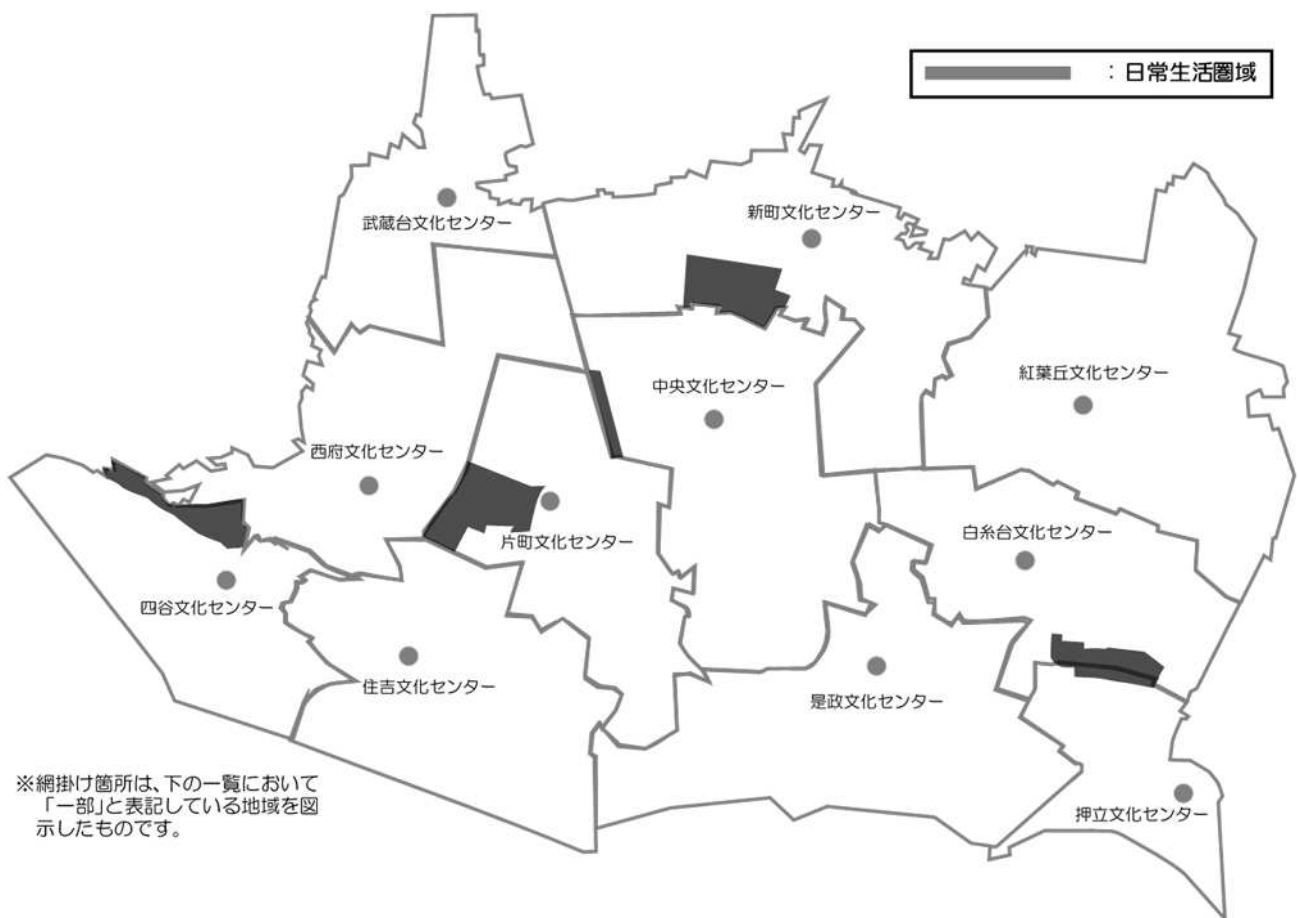 ：日常生活圏域
武蔵台文化センター
新町文化センター
中央文化センター
紅葉丘文化センター
西府文化センター
片町文化センター
白糸台文化センター
四谷文化センター
住吉文化センター
是政文化センター
押立文化センター
※網掛け箇所は、下の一覧において
「一部」と表記している地域を図
示したものです。